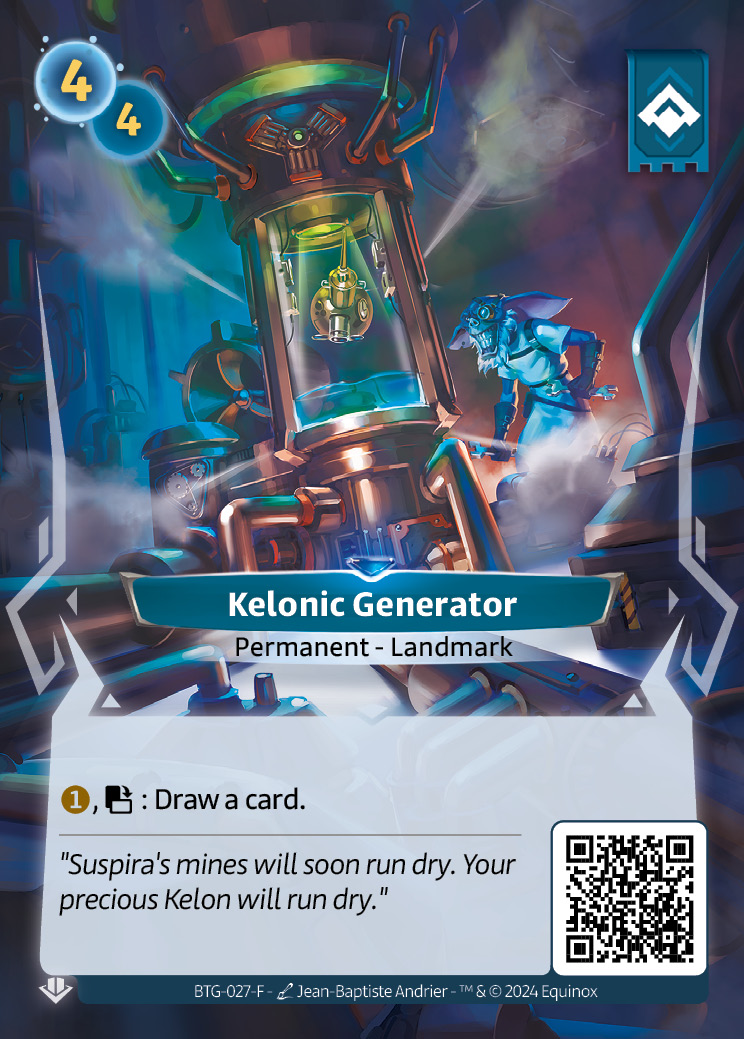 4
4
Kelonic Generator
Permanent - Landmark
1, : Draw a card.
"Suspira's mines will soon run dry. Your
precious Kelon will run dry."
BTG-027-F - Jean-Baptiste Andrier - ™ & © 2024 Equinox